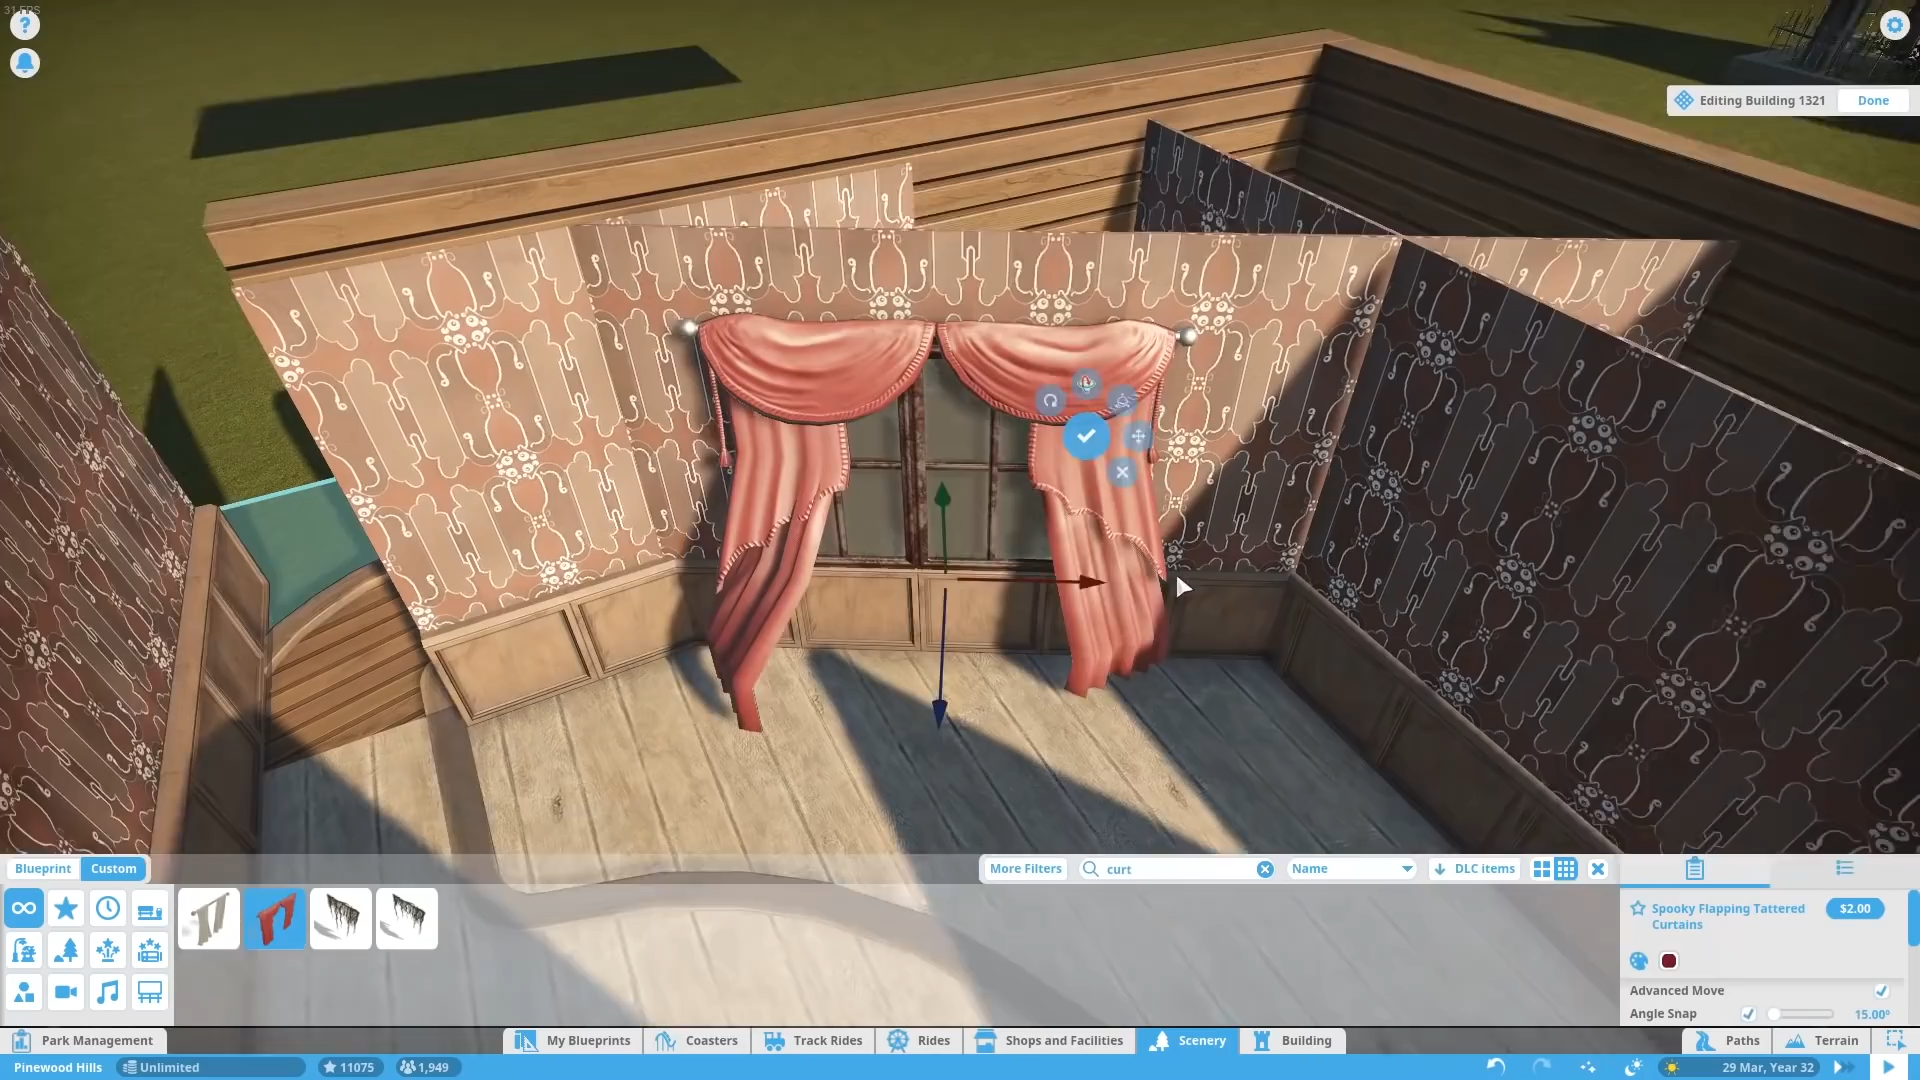 31 FPS
?
Editing Building 1321
Done
Blueprint
Custom
More Filters
curt
Name
DLC items
Spooky Flapping Tattered
Curtains
$2.00
Advanced Move
Angle Snap
15.00°
Park Management
My Blueprints
Coasters
Track Rides
Rides
Shops and Facilities
Scenery
Building
Paths
Terrain
Pinewood Hills
Unlimited
11075
1,949
29 Mar, Year 32